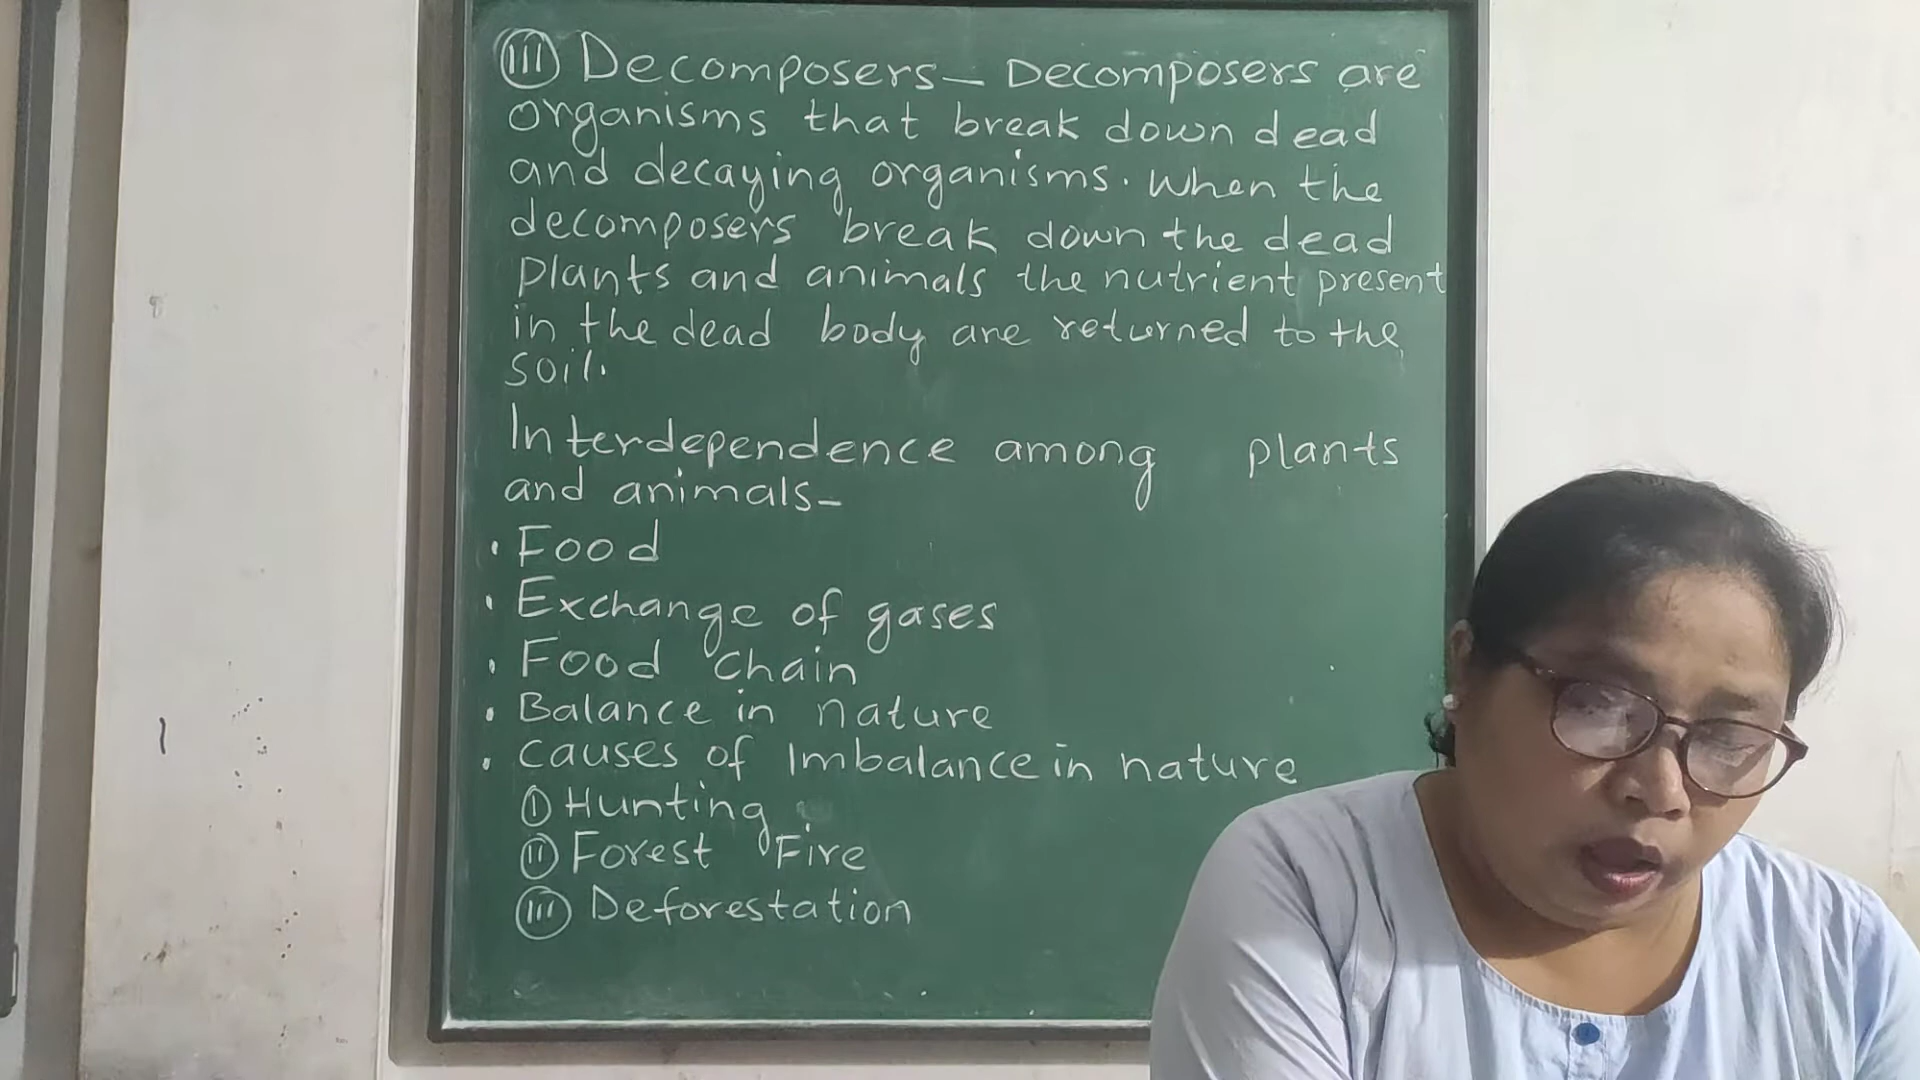 (III) Decomposers – Decomposers are
organisms that break down dead
and decaying organisms. When the
decomposers break down the dead
plants and animals the nutrient present
in the dead body are returned to the
soil.
Interdependence among plants
and animals –
• Food
• Exchange of gases
• Food chain
• Balance in nature
• Causes of Imbalance in nature
(I) Hunting
(II) Forest Fire
(III) Deforestation